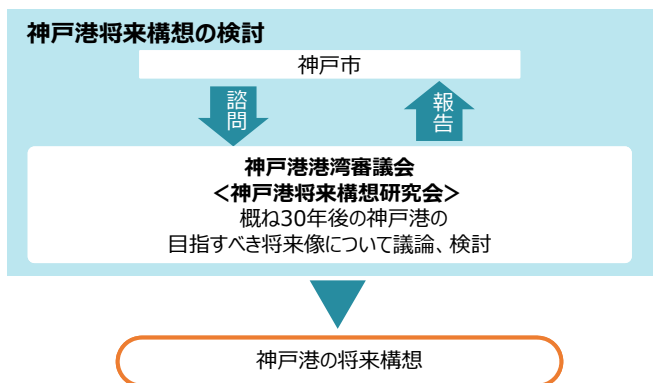 神戸港将来構想の検討
神戸市
諮問
報告
神戸港港湾審議会
<神戸港将来構想研究会>
概ね30年後の神戸港の
目指すべき将来像について議論、検討
神戸港の将来構想